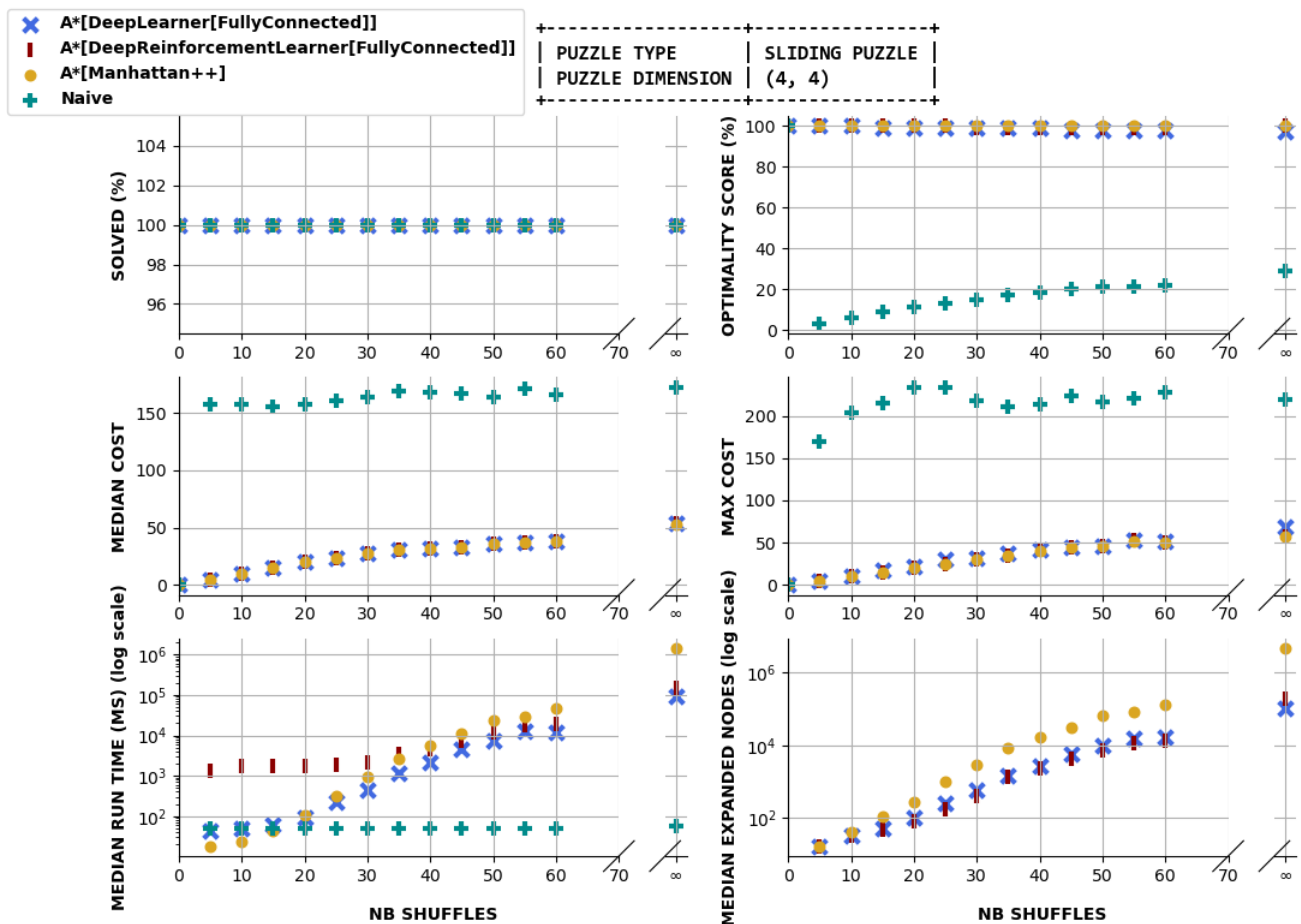 A*[DeepLearner[FullyConnected]]
A*[DeepReinforcementLearner[FullyConnected]]
A*[Manhattan++]
Naive
+--------------------+------------------+
| PUZZLE TYPE | SLIDING PUZZLE |
| PUZZLE DIMENSION | (4, 4) |
+--------------------+------------------+
SOLVED (%)
104
102
100
98
96
0 10 20 30 40 50 60 70 ∞
OPTIMALITY SCORE (%)
100
80
60
40
20
0
0 10 20 30 40 50 60 70 ∞
MEDIAN COST
150
100
50
0
0 10 20 30 40 50 60 70 ∞
MAX COST
200
150
100
50
0
0 10 20 30 40 50 60 70 ∞
MEDIAN RUN TIME (MS) (log scale)
10⁶
10⁵
10⁴
10³
10²
0 10 20 30 40 50 60 70 ∞
NB SHUFFLES
MEDIAN EXPANDED NODES (log scale)
10⁶
10⁴
10²
0 10 20 30 40 50 60 70 ∞
NB SHUFFLES